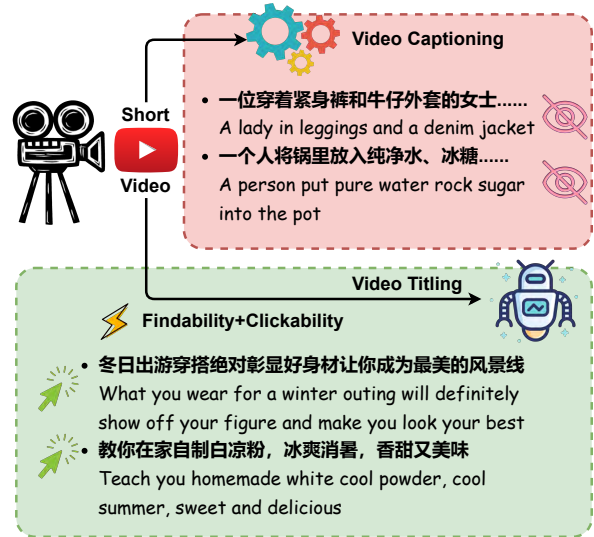 Video Captioning
Short
Video
一位穿着紧身裤和牛仔外套的女士......
A lady in leggings and a denim jacket
一个人将锅里放入纯净水、冰糖......
A person put pure water rock sugar
into the pot
Video Titling
Findability+Clickability
冬日出游穿搭绝对彰显好身材让你成为最美的风景线
What you wear for a winter outing will definitely
show off your figure and make you look your best
教你在家自制白凉粉，冰爽消暑，香甜又美味
Teach you homemade white cool powder, cool
summer, sweet and delicious